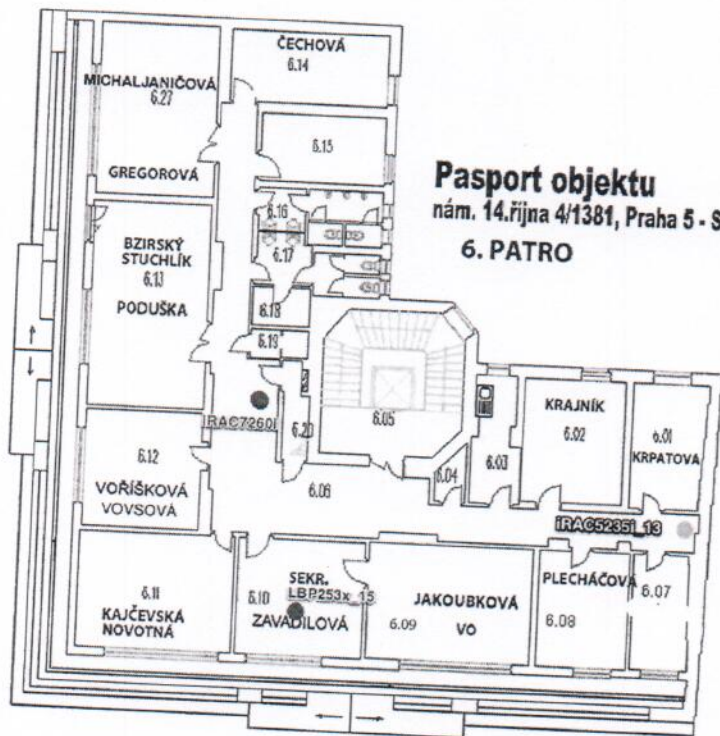 ČECHOVÁ
6.14
MICHALJANIČOVÁ
6.27
GREGOROVÁ
6.15
Pasport objektu
nám. 14.října 4/1381, Praha 5 - S
6. PATRO
6.16
6.17
BZIRSKÝ
STUCHLÍK
6.13
PODUŠKA
6.18
6.19
iRAC7260i
6.20
6.05
KRAJNÍK
6.02
6.01
KRPATOVÁ
6.03
6.04
6.12
VOŘÍŠKOVÁ
VOVSOVÁ
6.06
iRAC5235i_13
6.11
KAJČEVSKÁ
NOVOTNÁ
SEKR.
LBP253x_15
6.10
ZAVADILOVÁ
JAKOUBKOVÁ
6.09
VO
PLECHÁČOVÁ
6.08
6.07